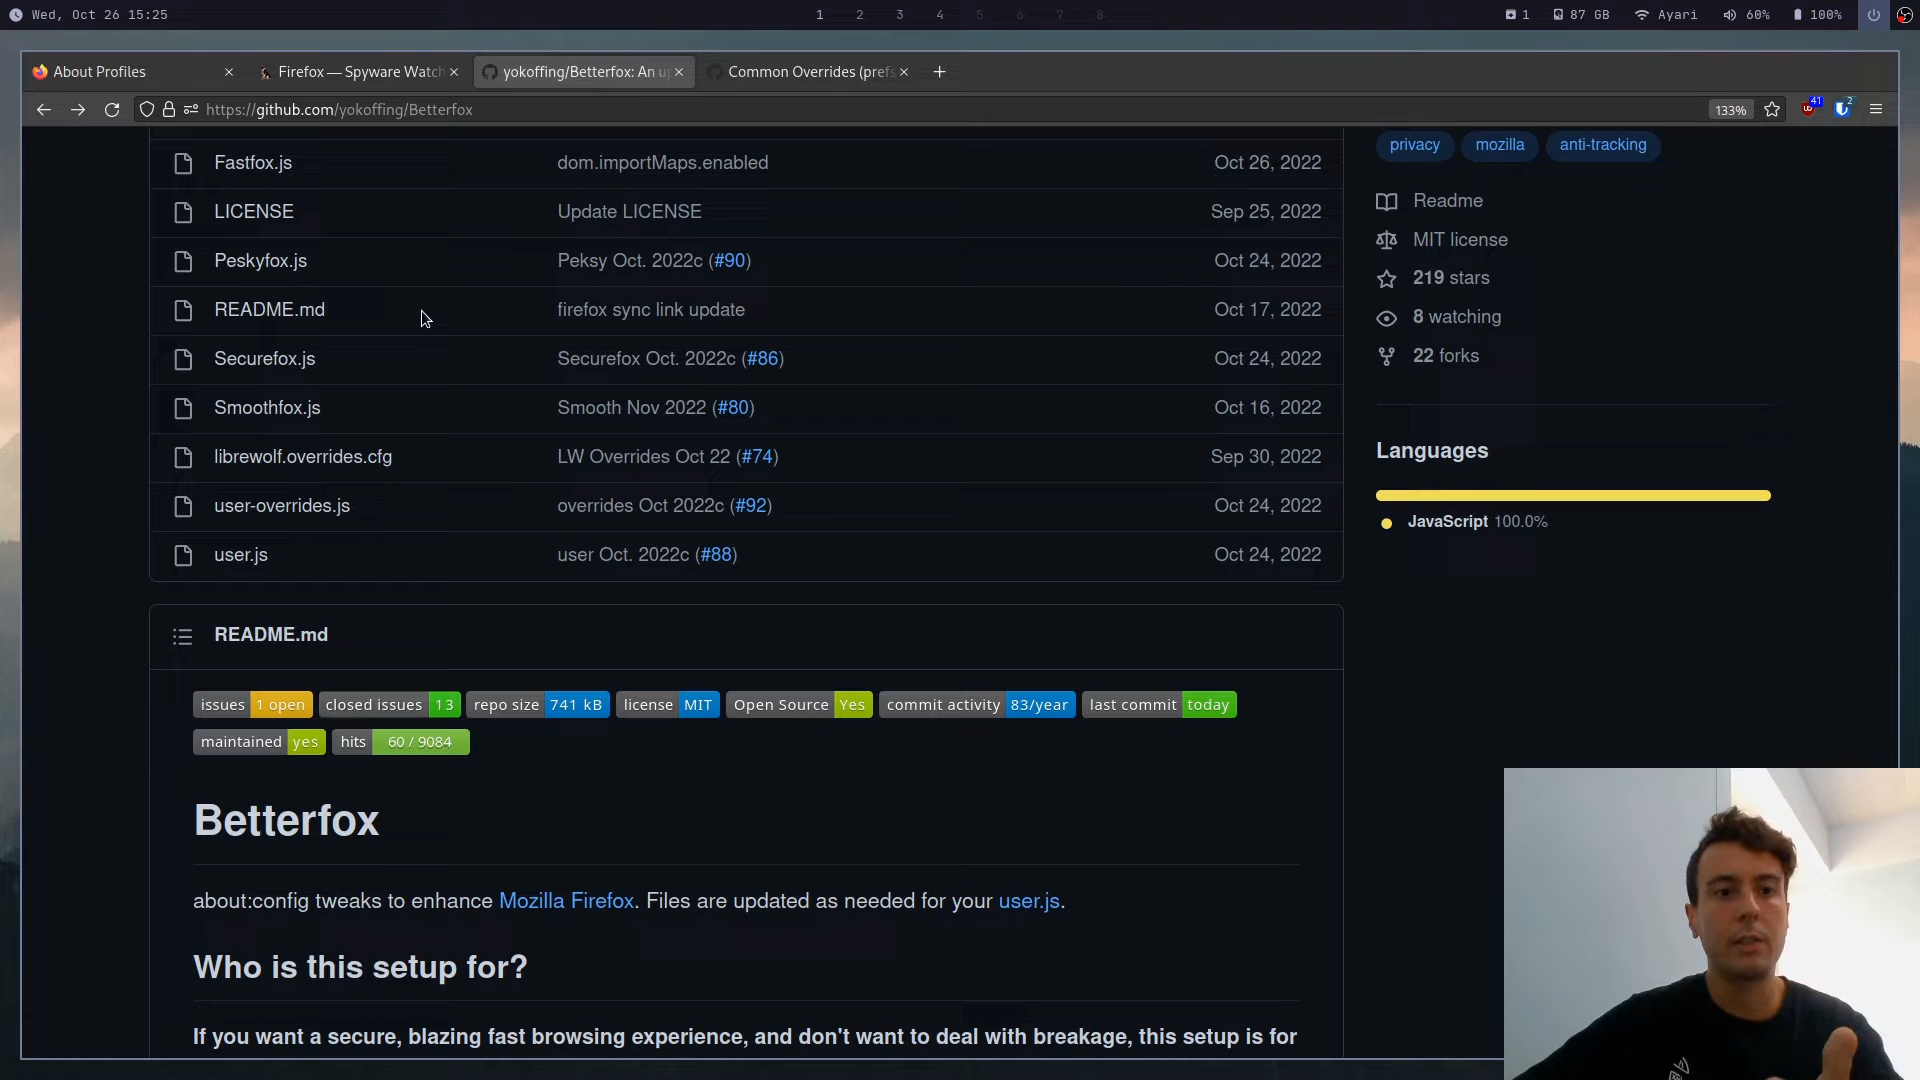 Wed, Oct 26 15:25
1 2 3 4 5 6 7 8
1 87 GB Ayari 60% 100%
About Profiles
Firefox — Spyware Watch
yokoffing/Betterfox: An u
Common Overrides (prefs
https://github.com/yokoffing/Betterfox
133%
41
2
Fastfox.js dom.importMaps.enabled Oct 26, 2022
LICENSE Update LICENSE Sep 25, 2022
Peskyfox.js Peksy Oct. 2022c (#90) Oct 24, 2022
README.md firefox sync link update Oct 17, 2022
Securefox.js Securefox Oct. 2022c (#86) Oct 24, 2022
Smoothfox.js Smooth Nov 2022 (#80) Oct 16, 2022
librewolf.overrides.cfg LW Overrides Oct 22 (#74) Sep 30, 2022
user-overrides.js overrides Oct 2022c (#92) Oct 24, 2022
user.js user Oct. 2022c (#88) Oct 24, 2022
privacy mozilla anti-tracking
Readme
MIT license
219 stars
8 watching
22 forks
Languages
JavaScript 100.0%
README.md
issues 1 open closed issues 13 repo size 741 kB license MIT Open Source Yes commit activity 83/year last commit today
maintained yes hits 60 / 9084
Betterfox
about:config tweaks to enhance Mozilla Firefox. Files are updated as needed for your user.js.
Who is this setup for?
If you want a secure, blazing fast browsing experience, and don't want to deal with breakage, this setup is for